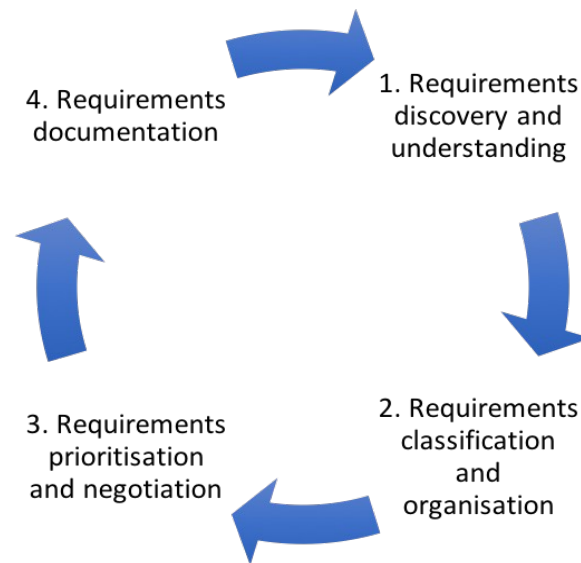 1. Requirements
discovery and
understanding
2. Requirements
classification
and
organisation
3. Requirements
prioritisation
and negotiation
4. Requirements
documentation